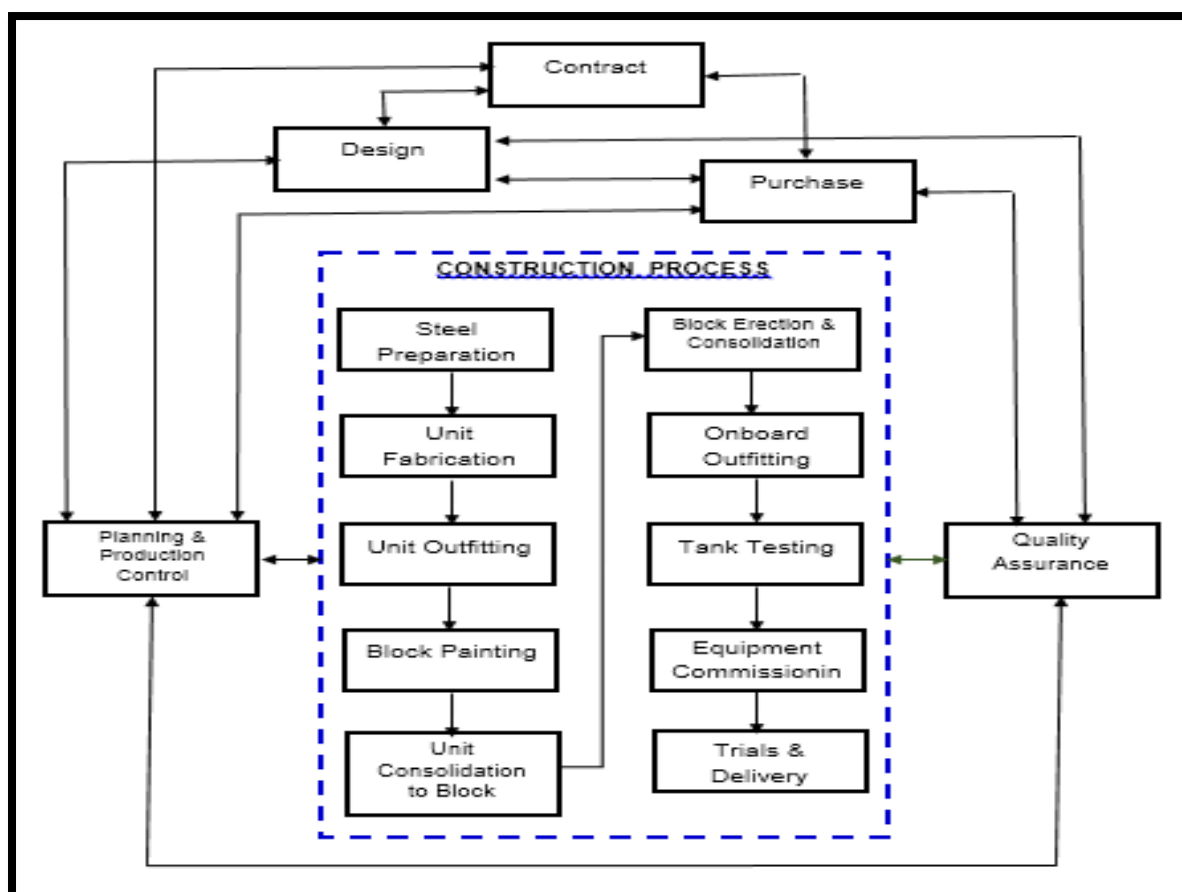 Contract
Design
Purchase
CONSTRUCTION PROCESS
Steel
Preparation
Unit
Fabrication
Unit Outfitting
Block Painting
Unit
Consolidation
to Block
Block Erection &
Consolidation
Onboard
Outfitting
Tank Testing
Equipment
Commissionin
Trials &
Delivery
Planning &
Production
Control
Quality
Assurance